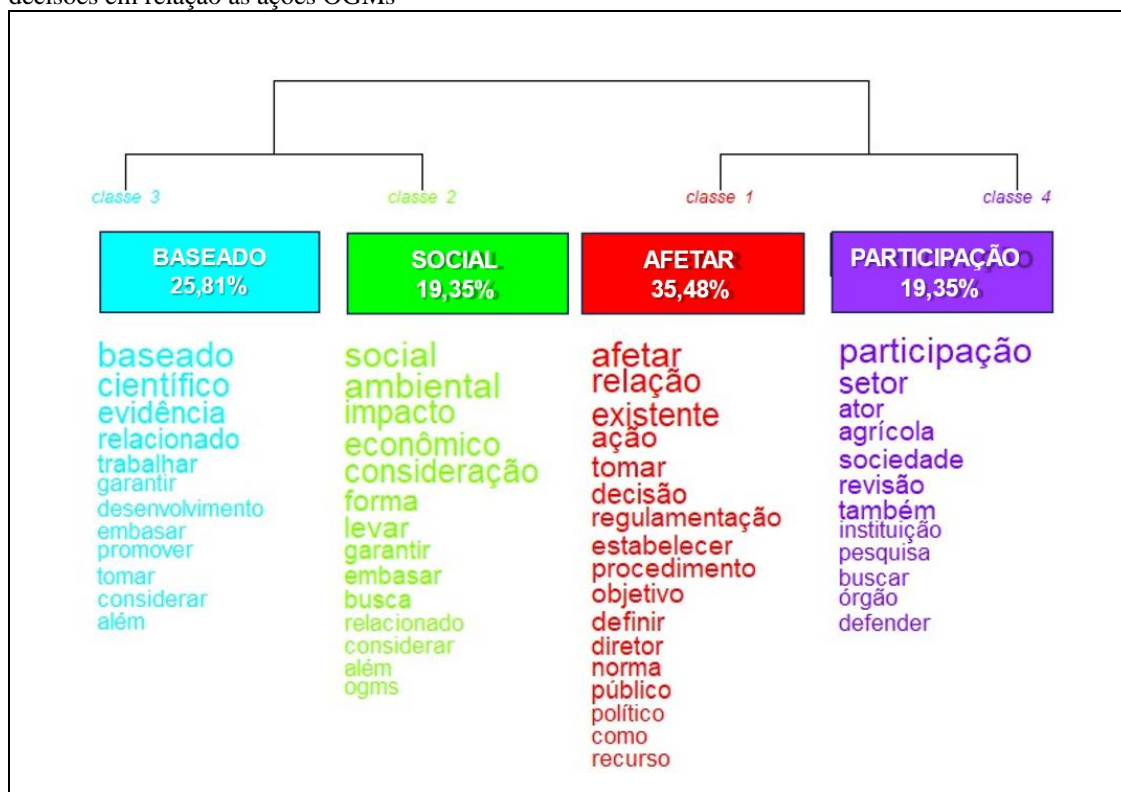 decisões em relação às ações OGMs
classe 3
classe 2
classe 1
classe 4
BASEADO
25,81%
SOCIAL
19,35%
AFETAR
35,48%
PARTICIPAÇÃO
19,35%
baseado
científico
evidência
relacionado
trabalhar
garantir
desenvolvimento
embasar
promover
tomar
considerar
além
social
ambiental
impacto
econômico
consideração
forma
levar
garantir
embasar
busca
relacionado
considerar
além
ogms
afetar
relação
existente
ação
tomar
decisão
regulamentação
estabelecer
procedimento
objetivo
definir
diretor
norma
público
político
como
recurso
participação
setor
ator
agrícola
sociedade
revisão
também
instituição
pesquisa
buscar
órgão
defender